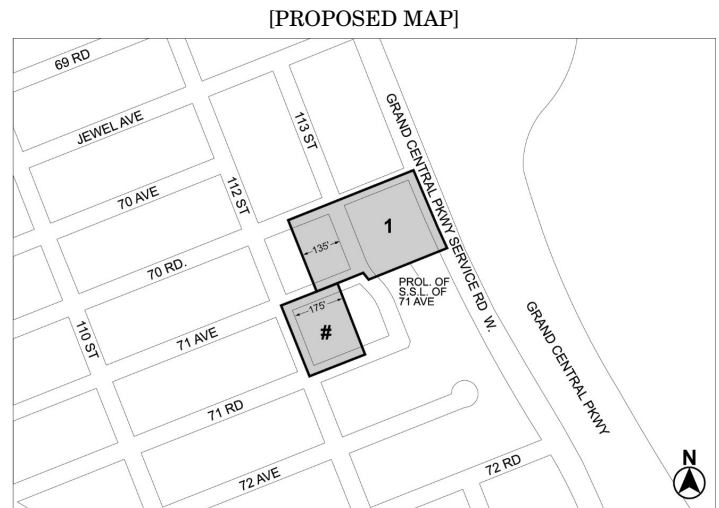 [PROPOSED MAP]
69 RD
JEWEL AVE
113 ST
GRAND CENTRAL PKWY SERVICE RD W.
70 AVE
112 ST
1
135'
70 RD.
PROL. OF
S.S.L. OF
71 AVE
175'
#
110 ST
71 AVE
GRAND CENTRAL PKWY
71 RD
72 AVE
72 RD
N